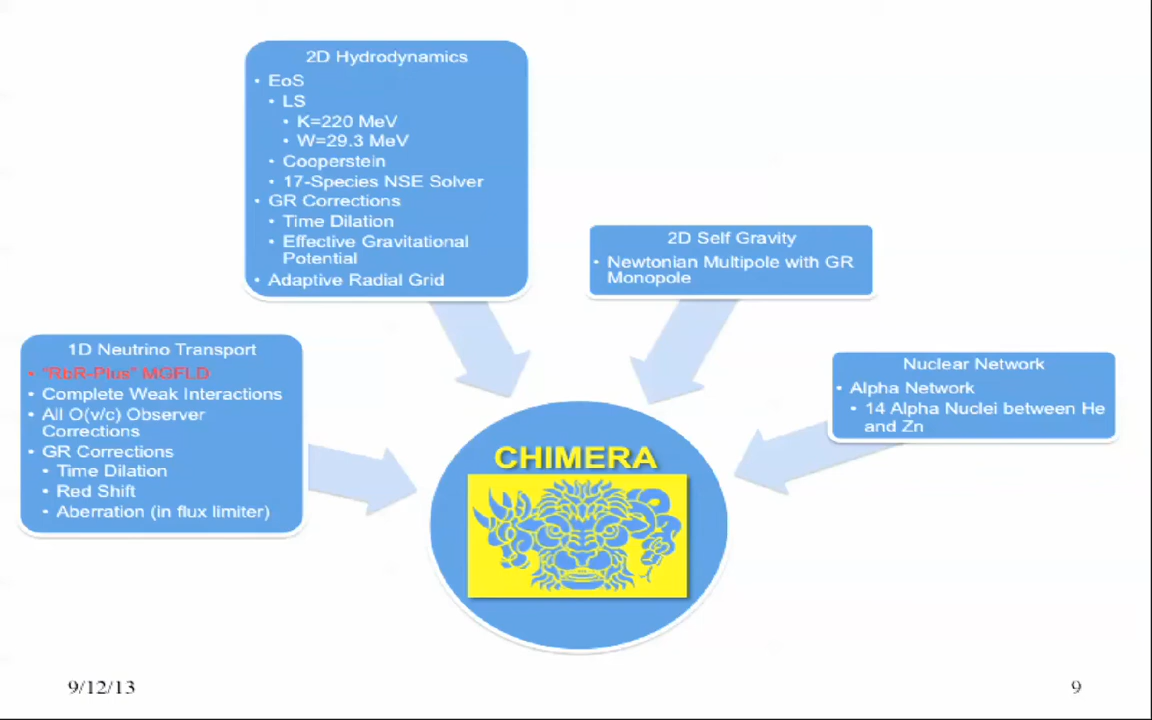 2D Hydrodynamics
• EoS
• LS
• K=220 MeV
• W=29.3 MeV
• Cooperstein
• 17-Species NSE Solver
• GR Corrections
• Time Dilation
• Effective Gravitational
Potential
• Adaptive Radial Grid
2D Self Gravity
• Newtonian Multipole with GR
Monopole
1D Neutrino Transport
• "RbR-Plus" MGFLD
• Complete Weak Interactions
• All O(v/c) Observer
Corrections
• GR Corrections
• Time Dilation
• Red Shift
• Aberration (in flux limiter)
Nuclear Network
• Alpha Network
• 14 Alpha Nuclei between He
and Zn
CHIMERA
9/12/13
9